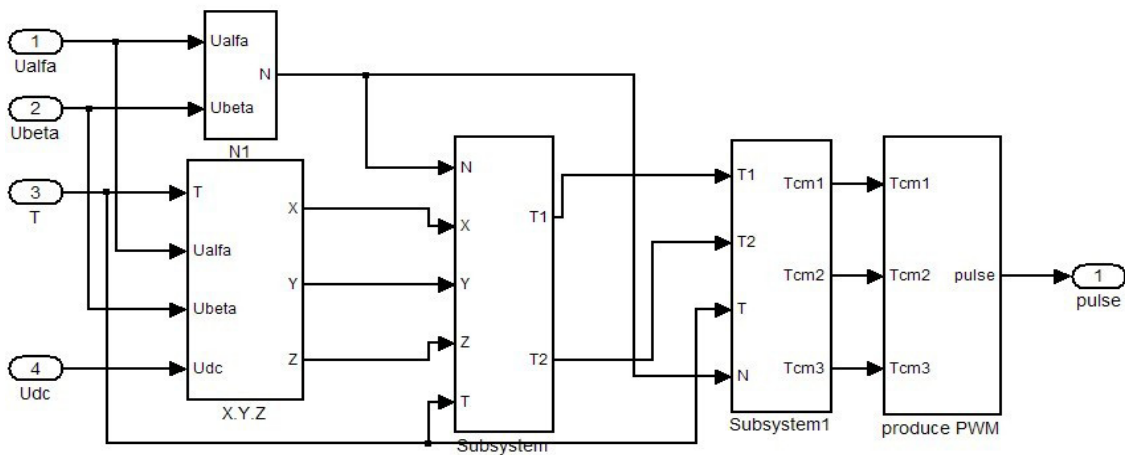 1
Ualfa
2
Ubeta
3
T
4
Udc
Ualfa
Ubeta
N
N1
T
Ualfa
Ubeta
Udc
X
Y
Z
X.Y.Z
N
X
Y
Z
T
T1
T2
Subsystem
T1
T2
T
N
Tcm1
Tcm2
Tcm3
Subsystem1
Tcm1
Tcm2
Tcm3
pulse
produce PWM
1
pulse